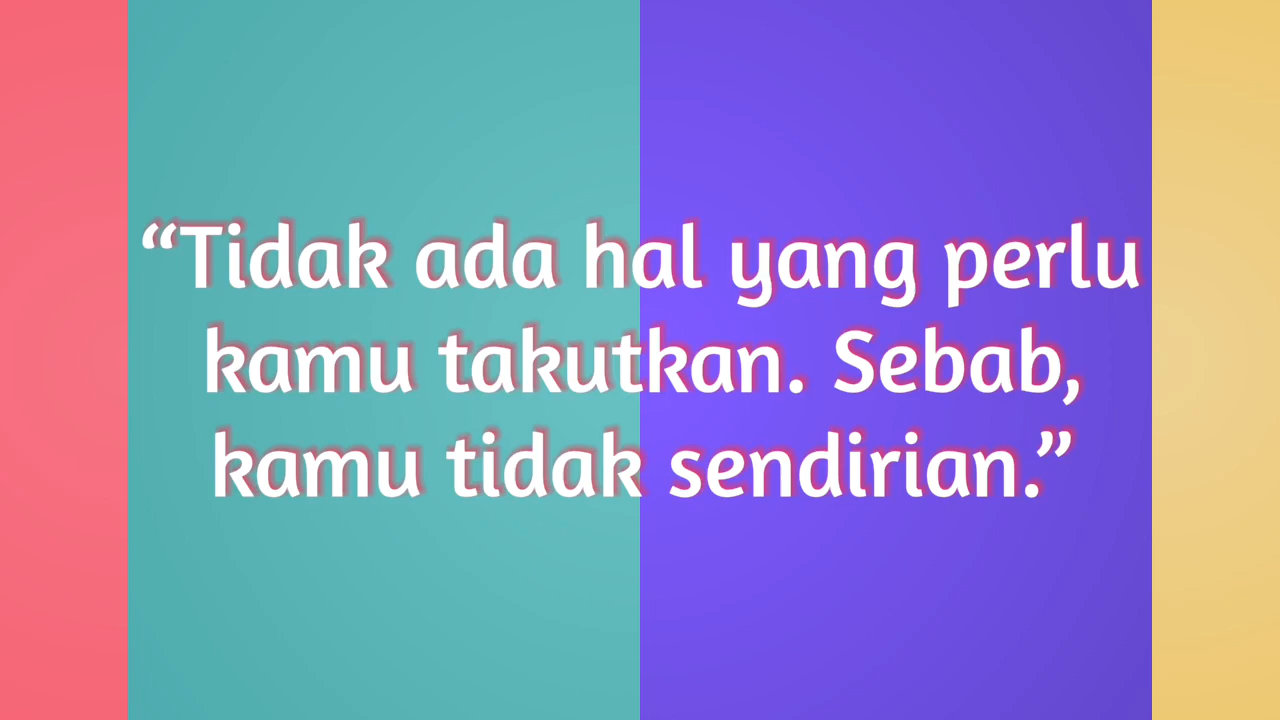 “Tidak ada hal yang perlu
kamu takutkan. Sebab,
kamu tidak sendirian.”